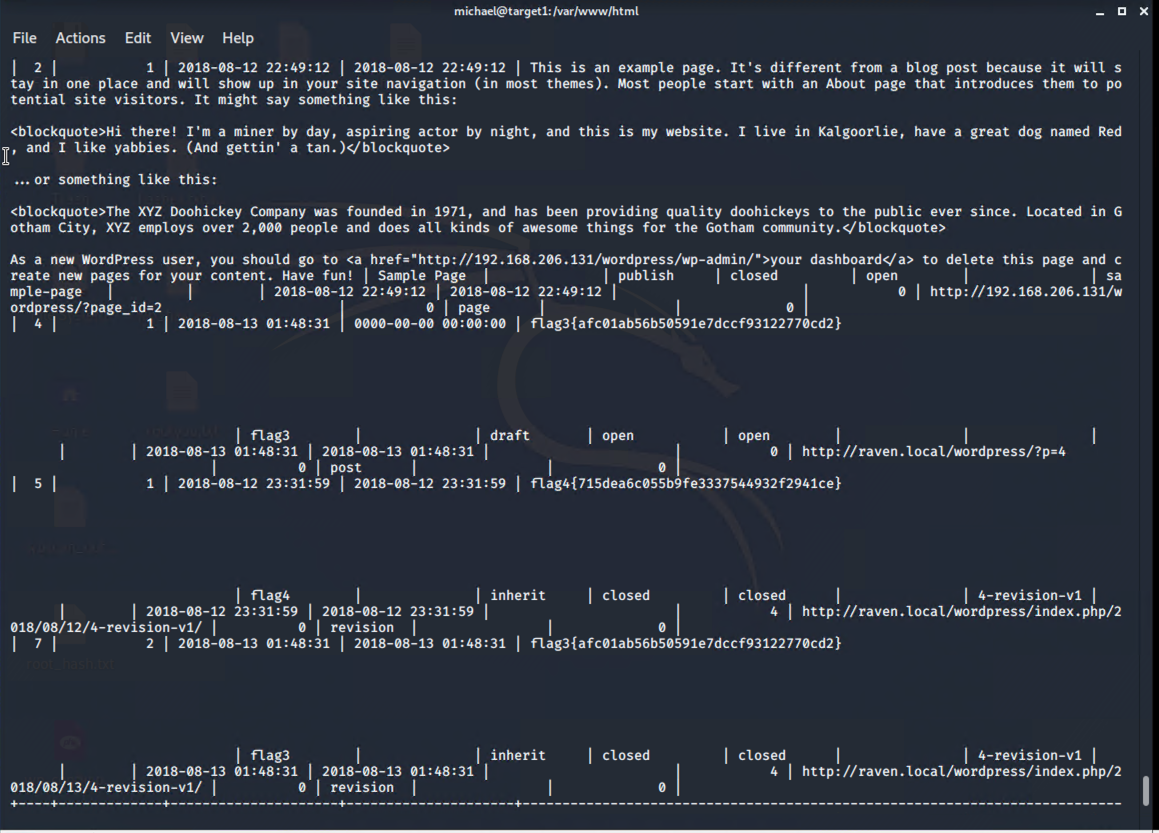 michael@target1:/var/www/html
File Actions Edit View Help
| 2 | 1 | 2018-08-12 22:49:12 | 2018-08-12 22:49:12 | This is an example page. It's different from a blog post because it will s
tay in one place and will show up in your site navigation (in most themes). Most people start with an About page that introduces them to po
tential site visitors. It might say something like this:
<blockquote>Hi there! I'm a miner by day, aspiring actor by night, and this is my website. I live in Kalgoorlie, have a great dog named Red
, and I like yabbies. (And gettin' a tan.)</blockquote>
...or something like this:
<blockquote>The XYZ Doohickey Company was founded in 1971, and has been providing quality doohickeys to the public ever since. Located in G
otham City, XYZ employs over 2,000 people and does all kinds of awesome things for the Gotham community.</blockquote>
As a new WordPress user, you should go to <a href="http://192.168.206.131/wordpress/wp-admin/">your dashboard</a> to delete this page and c
reate new pages for your content. Have fun! | Sample Page | | publish | closed | open | | sa
mple-page | | | 2018-08-12 22:49:12 | 2018-08-12 22:49:12 | | 0 | http://192.168.206.131/w
ordpress/?page_id=2 | 0 | page | | 0 |
| 4 | 1 | 2018-08-13 01:48:31 | 0000-00-00 00:00:00 | flag3{afc01ab56b50591e7dccf93122770cd2}
| flag3 | | draft | open | open | | |
| | 2018-08-13 01:48:31 | 2018-08-13 01:48:31 | | 0 | http://raven.local/wordpress/?p=4
| 0 | post | | 0 |
| 5 | 1 | 2018-08-12 23:31:59 | 2018-08-12 23:31:59 | flag4{715dea6c055b9fe3337544932f2941ce}
| flag4 | | inherit | closed | closed | | 4-revision-v1 |
| | 2018-08-12 23:31:59 | 2018-08-12 23:31:59 | | 4 | http://raven.local/wordpress/index.php/2
018/08/12/4-revision-v1/ | 0 | revision | | 0 |
| 7 | 2 | 2018-08-13 01:48:31 | 2018-08-13 01:48:31 | flag3{afc01ab56b50591e7dccf93122770cd2}
| flag3 | | inherit | closed | closed | | 4-revision-v1 |
| | 2018-08-13 01:48:31 | 2018-08-13 01:48:31 | | 4 | http://raven.local/wordpress/index.php/2
018/08/13/4-revision-v1/ | 0 | revision | | 0 |